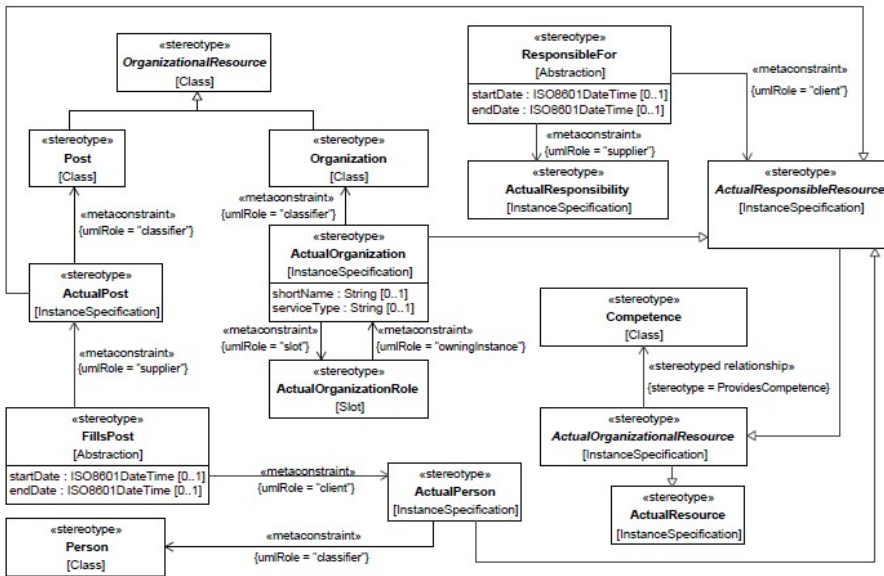 «stereotype»
OrganizationalResource
[Class]
«stereotype»
ResponsibleFor
[Abstraction]
startDate : ISO8601DateTime [0..1]
endDate : ISO8601DateTime [0..1]
«metaconstraint»
{umlRole = "client"}
«stereotype»
Post
[Class]
«stereotype»
Organization
[Class]
«metaconstraint»
{umlRole = "supplier"}
«stereotype»
ActualResponsibility
[InstanceSpecification]
«stereotype»
ActualResponsibleResource
[InstanceSpecification]
«metaconstraint»
{umlRole = "classifier"}
«metaconstraint»
{umlRole = "classifier"}
«stereotype»
ActualPost
[InstanceSpecification]
«stereotype»
ActualOrganization
[InstanceSpecification]
shortName : String [0..1]
serviceType : String [0..1]
«stereotype»
Competence
[Class]
«metaconstraint»
{umlRole = "supplier"}
«metaconstraint»
{umlRole = "slot"}
«metaconstraint»
{umlRole = "owningInstance"}
«stereotyped relationship»
{stereotype = ProvidesCompetence}
«stereotype»
ActualOrganizationRole
[Slot]
«stereotype»
FillsPost
[Abstraction]
startDate : ISO8601DateTime [0..1]
endDate : ISO8601DateTime [0..1]
«stereotype»
ActualOrganizationalResource
[InstanceSpecification]
«metaconstraint»
{umlRole = "client"}
«stereotype»
ActualPerson
[InstanceSpecification]
«stereotype»
ActualResource
[InstanceSpecification]
«stereotype»
Person
[Class]
«metaconstraint»
{umlRole = "classifier"}